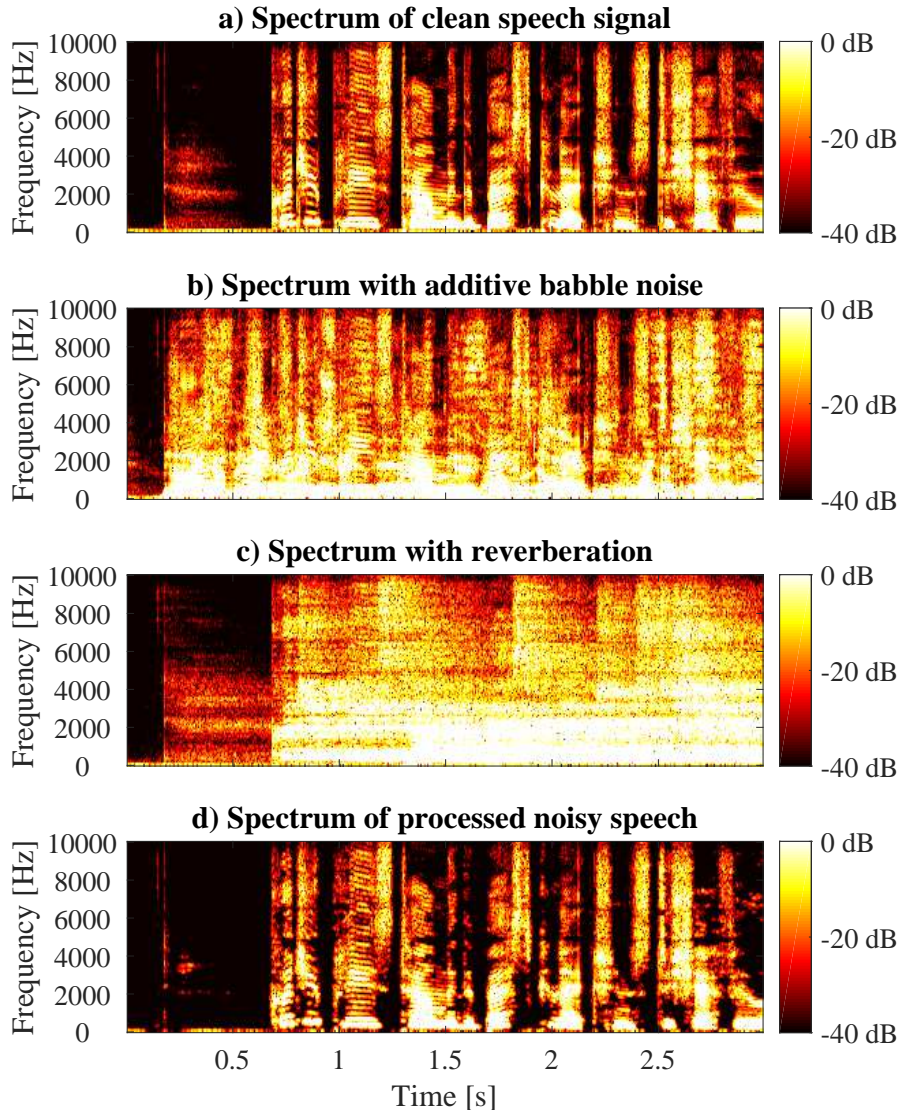 a) Spectrum of clean speech signal
Frequency [Hz]
10000
8000
6000
4000
2000
0
0 dB
-20 dB
-40 dB
b) Spectrum with additive babble noise
Frequency [Hz]
10000
8000
6000
4000
2000
0
0 dB
-20 dB
-40 dB
c) Spectrum with reverberation
Frequency [Hz]
10000
8000
6000
4000
2000
0
0 dB
-20 dB
-40 dB
d) Spectrum of processed noisy speech
Frequency [Hz]
10000
8000
6000
4000
2000
0
0 dB
-20 dB
-40 dB
0.5 1 1.5 2 2.5
Time [s]